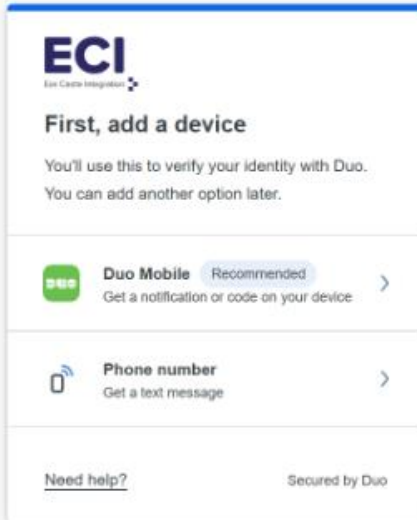 ECI
Eze Castle Integration
First, add a device
You'll use this to verify your identity with Duo.
You can add another option later.
Duo Mobile Recommended
Get a notification or code on your device
Phone number
Get a text message
Need help? Secured by Duo